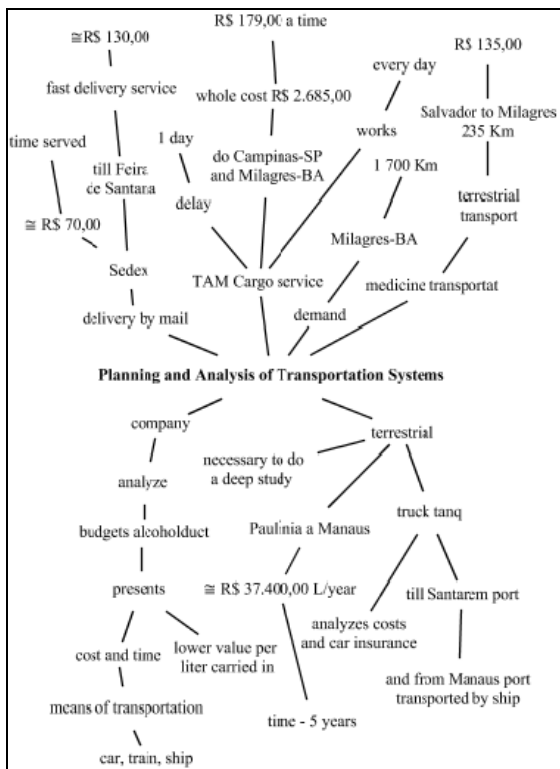 ≅R$ 130,00
R$ 179,00 a time
R$ 135,00
every day
fast delivery service
whole cost R$ 2.685,00
Salvador to Milagres
235 Km
time served
1 day
works
till Feira
de Santana
do Campinas-SP
and Milagres-BA
1 700 Km
terrestrial
transport
≅ R$ 70,00
delay
Milagres-BA
Sedex
TAM Cargo service
medicine transportat
delivery by mail
demand
Planning and Analysis of Transportation Systems
company
terrestrial
necessary to do
a deep study
analyze
truck tanq
budgets alcoholduct
Paulinia a Manaus
presents
≅ R$ 37.400,00 L/year
till Santarem port
analyzes costs
and car insurance
cost and time
lower value per
liter carried in
and from Manaus port
transported by ship
means of transportation
time - 5 years
car, train, ship